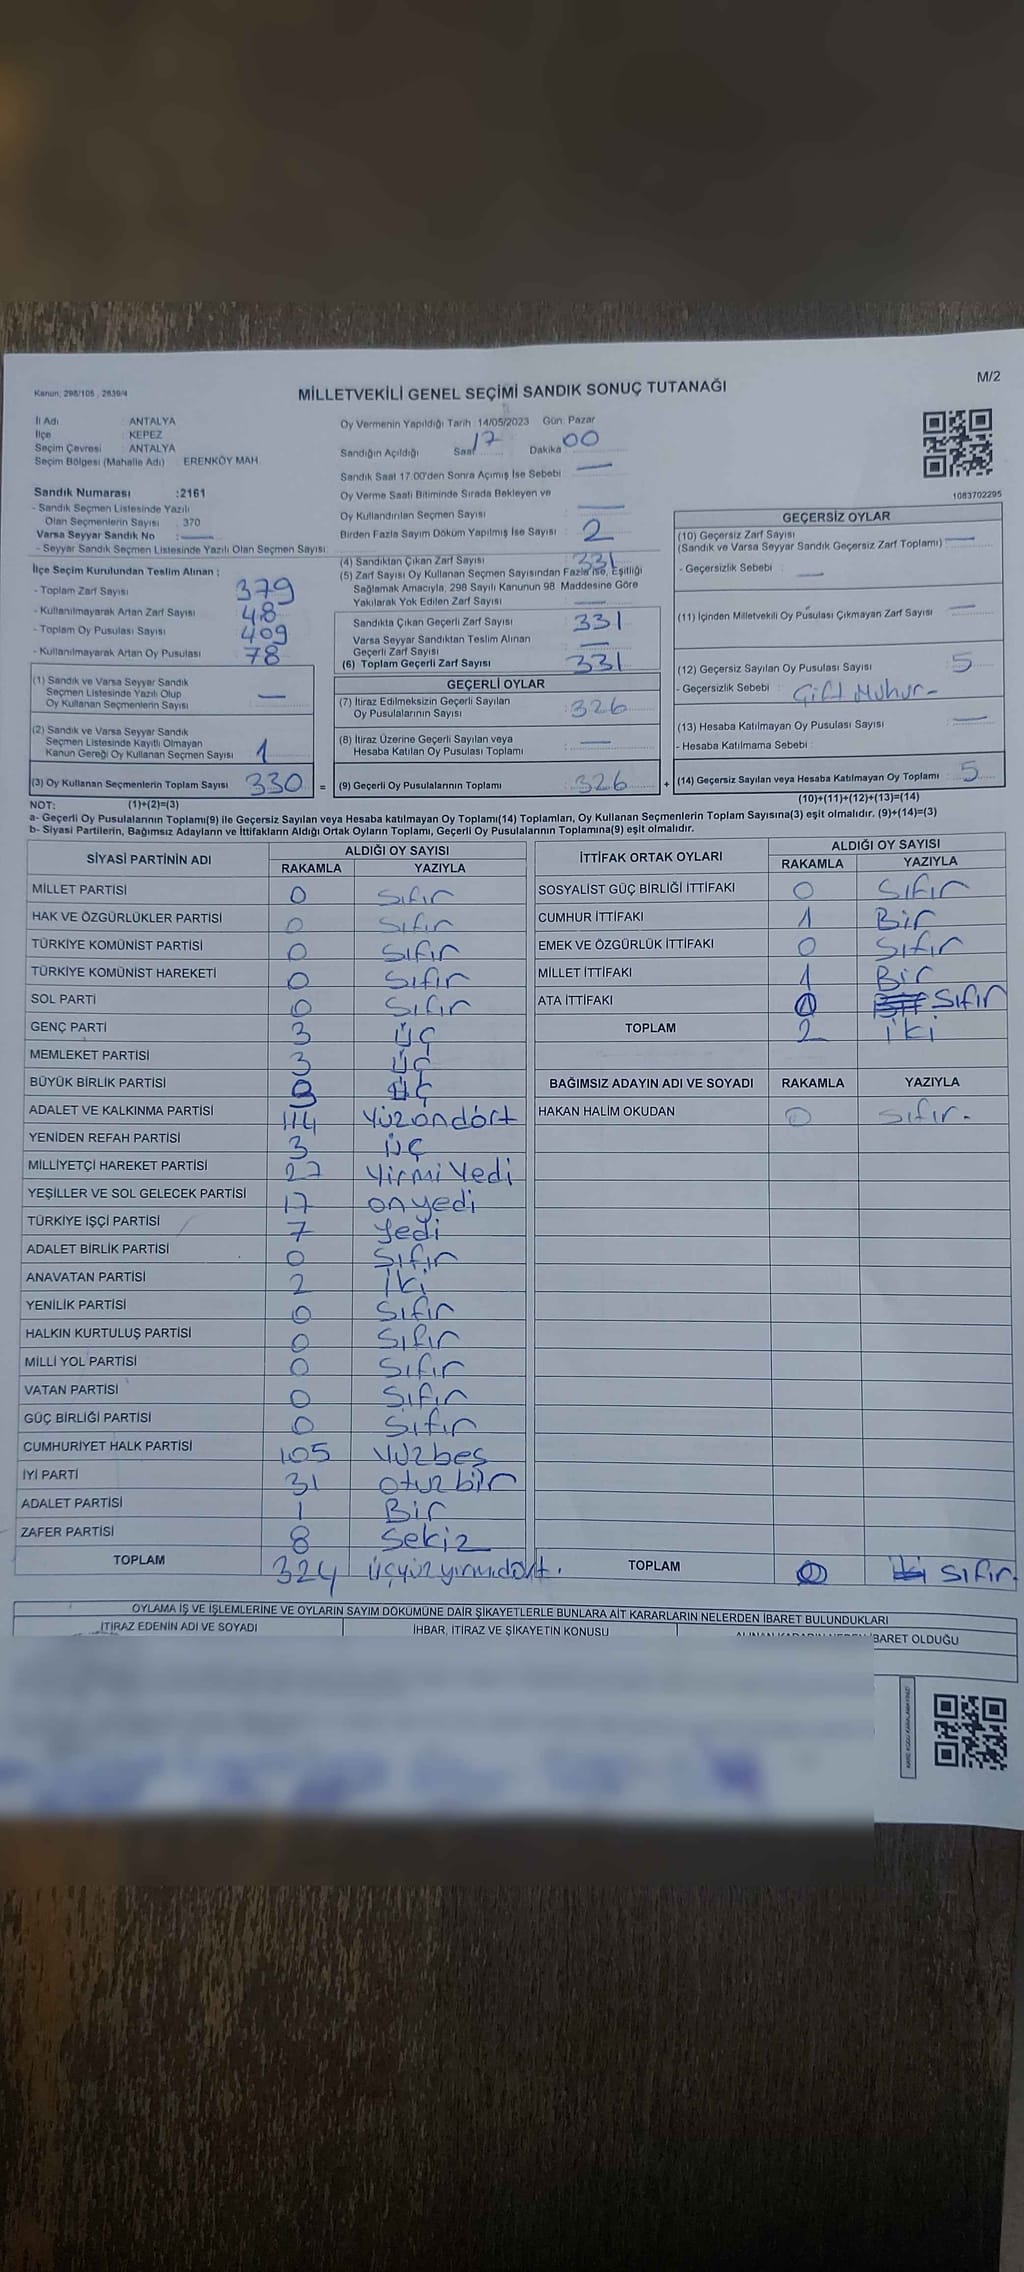 Kanun, 298/105 , 2839/4
MİLLETVEKİLİ GENEL SEÇİMİ SANDIK SONUÇ TUTANAĞI
M/2
İl Adı : ANTALYA
İlçe : KEPEZ
Seçim Çevresi : ANTALYA
Seçim Bölgesi (Mahalle Adı) ERENKÖY MAH.
Sandık Numarası :2161
- Sandık Seçmen Listesinde Yazılı
Olan Seçmenlerin Sayısı : 370
Varsa Seyyar Sandık No : —
- Seyyar Sandık Seçmen Listesinde Yazılı Olan Seçmen Sayısı:
İlçe Seçim Kurulundan Teslim Alınan :
- Toplam Zarf Sayısı 379
- Kullanılmayarak Artan Zarf Sayısı 48
- Toplam Oy Pusulası Sayısı 409
- Kullanılmayarak Artan Oy Pusulası 78
(1) Sandık ve Varsa Seyyar Sandık
Seçmen Listesinde Yazılı Olup
Oy Kullanan Seçmenlerin Sayısı —
(2) Sandık ve Varsa Seyyar Sandık
Seçmen Listesinde Kayıtlı Olmayan
Kanun Gereği Oy Kullanan Seçmen Sayısı 1
(3) Oy Kullanan Seçmenlerin Toplam Sayısı 330 =
Oy Vermenin Yapıldığı Tarih :14/05/2023 Gün: Pazar
Sandığın Açıldığı Saat 17 Dakika 00
Sandık Saat 17.00'den Sonra Açımış İse Sebebi —
Oy Verme Saati Bitiminde Sırada Bekleyen ve
Oy Kullandırılan Seçmen Sayısı —
Birden Fazla Sayım Döküm Yapılmış İse Sayısı : 2
(4) Sandıktan Çıkan Zarf Sayısı : 331
(5) Zarf Sayısı Oy Kullanan Seçmen Sayısından Fazla ise, Eşitliği
Sağlamak Amacıyla, 298 Sayılı Kanunun 98. Maddesine Göre
Yakılarak Yok Edilen Zarf Sayısı : —
Sandıkta Çıkan Geçerli Zarf Sayısı : 331
Varsa Seyyar Sandıktan Teslim Alınan
Geçerli Zarf Sayısı : —
(6) Toplam Geçerli Zarf Sayısı : 331
GEÇERLİ OYLAR
(7) İtiraz Edilmeksizin Geçerli Sayılan
Oy Pusulalarının Sayısı : 326
(8) İtiraz Üzerine Geçerli Sayılan veya
Hesaba Katılan Oy Pusulası Toplamı : —
(9) Geçerli Oy Pusulalarının Toplamı : 326 +
1083702295
GEÇERSİZ OYLAR
(10) Geçersiz Zarf Sayısı
(Sandık ve Varsa Seyyar Sandık Geçersiz Zarf Toplamı) : —
- Geçersizlik Sebebi : —
(11) İçinden Milletvekili Oy Pusulası Çıkmayan Zarf Sayısı : —
(12) Geçersiz Sayılan Oy Pusulası Sayısı : 5
- Geçersizlik Sebebi : Çift Mühür -
(13) Hesaba Katılmayan Oy Pusulası Sayısı : —
- Hesaba Katılmama Sebebi :
(14) Geçersiz Sayılan veya Hesaba Katılmayan Oy Toplamı : 5
NOT: (1)+(2)=(3) (10)+(11)+(12)+(13)=(14)
a- Geçerli Oy Pusulalarının Toplamı(9) ile Geçersiz Sayılan veya Hesaba katılmayan Oy Toplamı(14) Toplamları, Oy Kullanan Seçmenlerin Toplam Sayısına(3) eşit olmalıdır. (9)+(14)=(3)
b- Siyasi Partilerin, Bağımsız Adayların ve İttifakların Aldığı Ortak Oyların Toplamı, Geçerli Oy Pusulalarının Toplamına(9) eşit olmalıdır.
SİYASİ PARTİNİN ADI ALDIĞI OY SAYISI
RAKAMLA YAZIYLA
MİLLET PARTİSİ 0 Sıfır
HAK VE ÖZGÜRLÜKLER PARTİSİ 0 Sıfır
TÜRKİYE KOMÜNİST PARTİSİ 0 Sıfır
TÜRKİYE KOMÜNİST HAREKETİ 0 Sıfır
SOL PARTİ 0 Sıfır
GENÇ PARTİ 3 Üç
MEMLEKET PARTİSİ 3 Üç
BÜYÜK BİRLİK PARTİSİ 3 Üç
ADALET VE KALKINMA PARTİSİ 114 Yüzondört
YENİDEN REFAH PARTİSİ 3 Üç
MİLLİYETÇİ HAREKET PARTİSİ 27 Yirmi Yedi
YEŞİLLER VE SOL GELECEK PARTİSİ 17 onyedi
TÜRKİYE İŞÇİ PARTİSİ 7 Yedi
ADALET BİRLİK PARTİSİ 0 Sıfır
ANAVATAN PARTİSİ 2 İki
YENİLİK PARTİSİ 0 Sıfır
HALKIN KURTULUŞ PARTİSİ 0 Sıfır
MİLLİ YOL PARTİSİ 0 Sıfır
VATAN PARTİSİ 0 Sıfır
GÜÇ BİRLİĞİ PARTİSİ 0 Sıfır
CUMHURİYET HALK PARTİSİ 105 Yüzbeş
İYİ PARTİ 31 otuz bir
ADALET PARTİSİ 1 Bir
ZAFER PARTİSİ 8 Sekiz
TOPLAM 324 üçyüzyirmidört.
İTTİFAK ORTAK OYLARI ALDIĞI OY SAYISI
RAKAMLA YAZIYLA
SOSYALİST GÜÇ BİRLİĞİ İTTİFAKI 0 Sıfır
CUMHUR İTTİFAKI 1 Bir
EMEK VE ÖZGÜRLÜK İTTİFAKI 0 Sıfır
MİLLET İTTİFAKI 1 Bir
ATA İTTİFAKI 0 Sıfır
TOPLAM 2 iki
BAĞIMSIZ ADAYIN ADI VE SOYADI RAKAMLA YAZIYLA
HAKAN HALİM OKUDAN 0 Sıfır.
TOPLAM 0 sıfır.
OYLAMA İŞ VE İŞLEMLERİNE VE OYLARIN SAYIM DÖKÜMÜNE DAİR ŞİKAYETLERLE BUNLARA AİT KARARLARIN NELERDEN İBARET BULUNDUKLARI
İTİRAZ EDENİN ADI VE SOYADI İHBAR, İTİRAZ VE ŞİKAYETİN KONUSU İBARET OLDUĞU